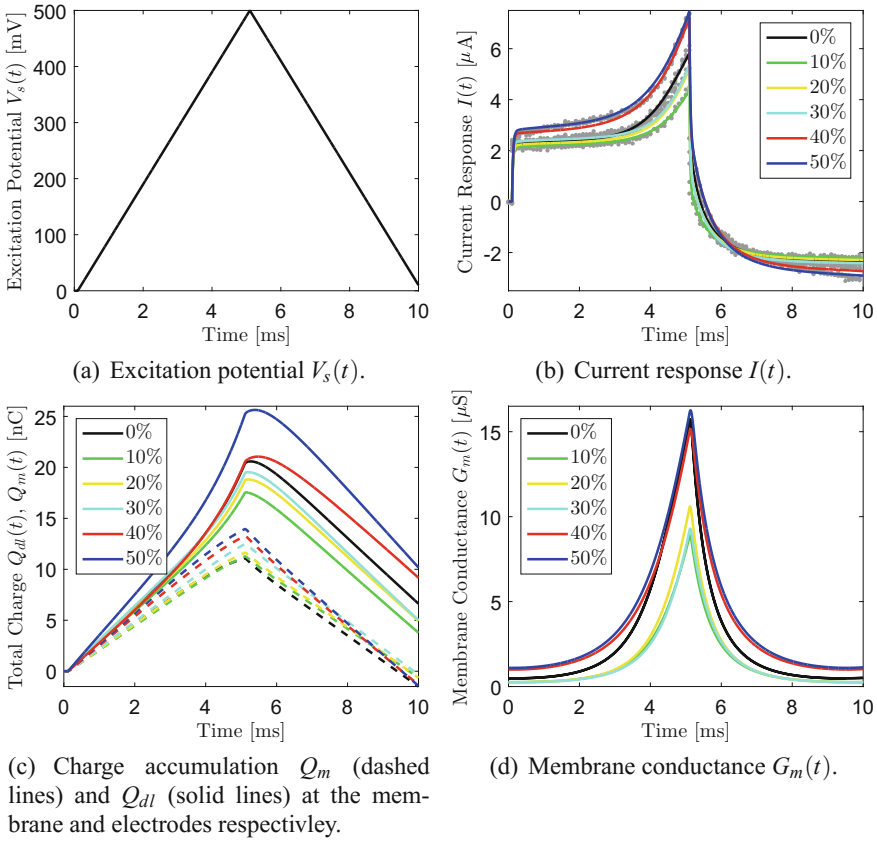 Excitation Potential V_s(t) [mV]
500
400
300
200
100
0
0 2 4 6 8 10
Time [ms]
(a) Excitation potential V_s(t).
Current Response I(t) [μA]
6
4
2
0
-2
0 2 4 6 8 10
Time [ms]
0%
10%
20%
30%
40%
50%
(b) Current response I(t).
Total Charge Q_{dl}(t), Q_m(t) [nC]
25
20
15
10
5
0
0 2 4 6 8 10
Time [ms]
0%
10%
20%
30%
40%
50%
(c) Charge accumulation Q_m (dashed
lines) and Q_{dl} (solid lines) at the mem-
brane and electrodes respectivley.
Membrane Conductance G_m(t) [μS]
15
10
5
0
0 2 4 6 8 10
Time [ms]
0%
10%
20%
30%
40%
50%
(d) Membrane conductance G_m(t).